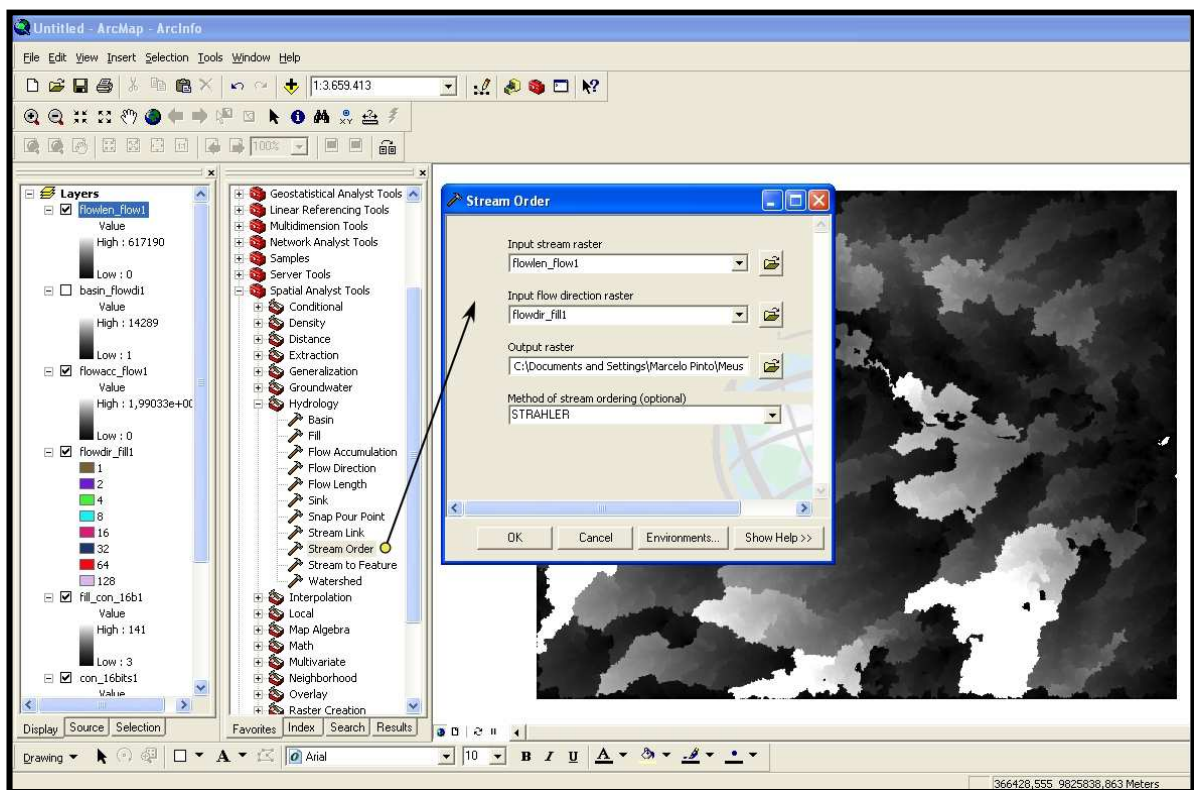 Untitled - ArcMap - ArcInfo
File Edit View Insert Selection Tools Window Help
1:3.659.413
100%
Layers
flowlen_flow1
Value
High : 617190
Low : 0
basin_flowdi1
Value
High : 14289
Low : 1
flowacc_flow1
Value
High : 1,99033e+00
Low : 0
flowdir_fill1
1
2
4
8
16
32
64
128
fill_con_16b1
Value
High : 141
Low : 3
con_16bits1
Value
Display Source Selection
Geostatistical Analyst Tools
Linear Referencing Tools
Multidimension Tools
Network Analyst Tools
Samples
Server Tools
Spatial Analyst Tools
Conditional
Density
Distance
Extraction
Generalization
Groundwater
Hydrology
Basin
Fill
Flow Accumulation
Flow Direction
Flow Length
Sink
Snap Pour Point
Stream Link
Stream Order
Stream to Feature
Watershed
Interpolation
Local
Map Algebra
Math
Multivariate
Neighborhood
Overlay
Raster Creation
Favorites Index Search Results
Stream Order
Input stream raster
flowlen_flow1
Input flow direction raster
flowdir_fill1
Output raster
C:\Documents and Settings\Marcelo Pinto\Meus
Method of stream ordering (optional)
STRAHLER
OK Cancel Environments... Show Help >>
Drawing A Arial 10 B I U A
366428,555 9825838,863 Meters